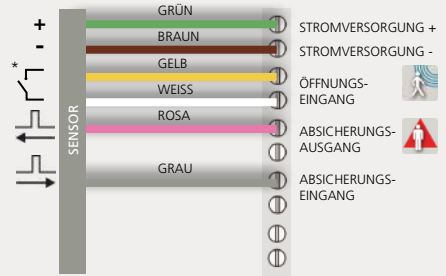 GRÜN
+
STROMVERSORGUNG +
BRAUN
-
STROMVERSORGUNG -
GELB
*
ÖFFNUNGS-
EINGANG
WEISS
ROSA
ABSICHERUNGS-
AUSGANG
SENSOR
GRAU
ABSICHERUNGS-
EINGANG